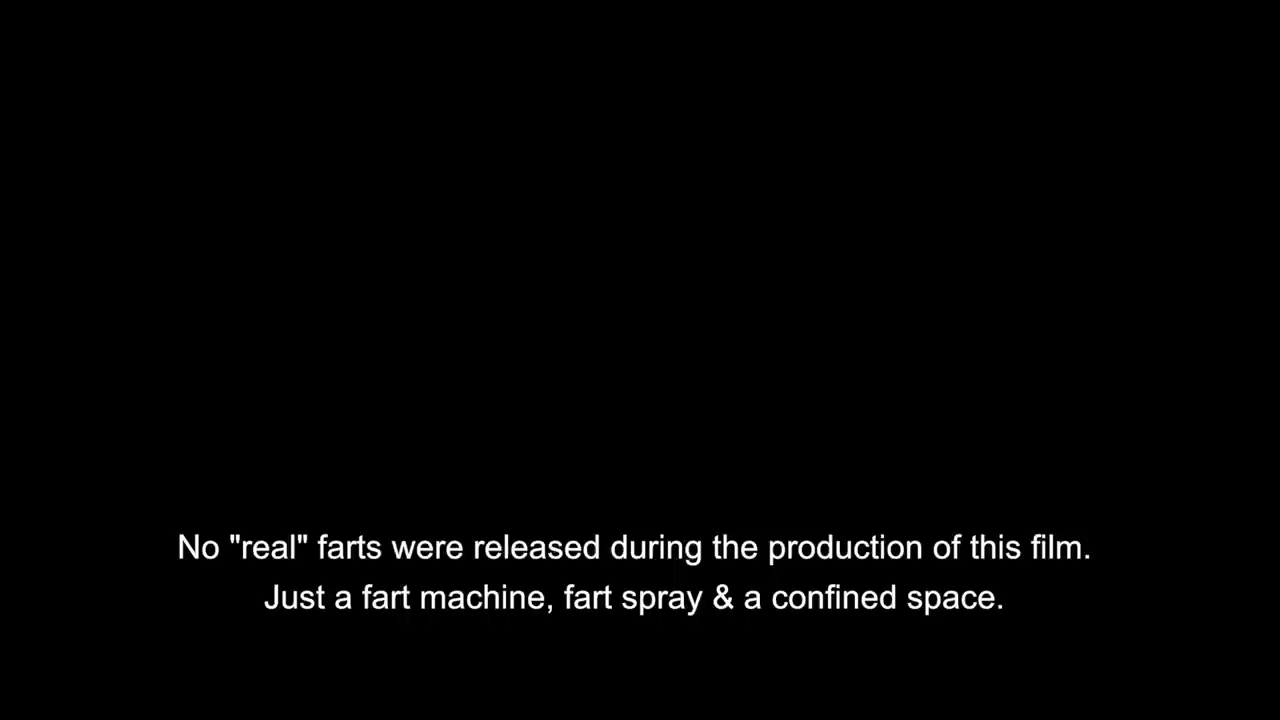 No "real" farts were released during the production of this film.
Just a fart machine, fart spray & a confined space.